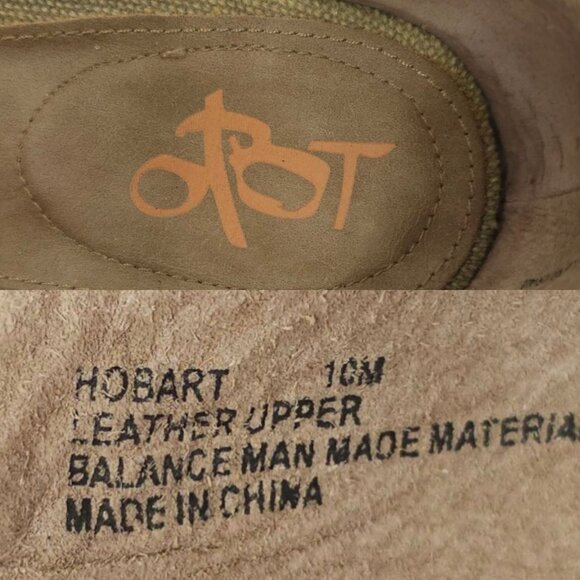 OTBT
HOBART 10M
LEATHER UPPER
BALANCE MAN MADE MATERIA
MADE IN CHINA